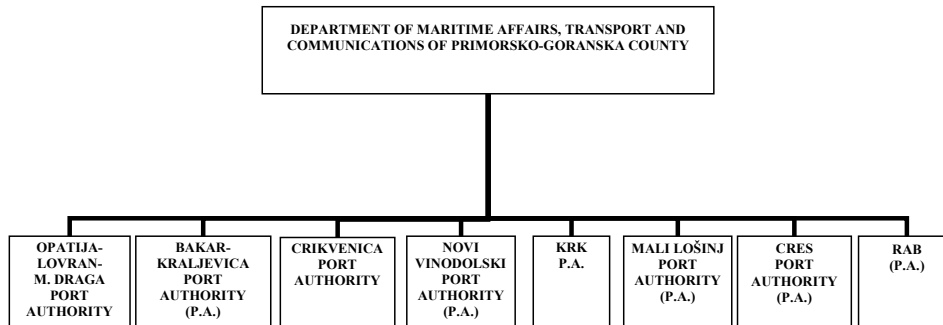 DEPARTMENT OF MARITIME AFFAIRS, TRANSPORT AND
COMMUNICATIONS OF PRIMORSKO-GORANSKA COUNTY
OPATIJA-
LOVRAN-
M. DRAGA
PORT
AUTHORITY
BAKAR-
KRALJEVICA
PORT
AUTHORITY
(P.A.)
CRIKVENICA
PORT
AUTHORITY
NOVI
VINODOLSKI
PORT
AUTHORITY
(P.A.)
KRK
P.A.
MALI LOŠINJ
PORT
AUTHORITY
(P.A.)
CRES
PORT
AUTHORITY
(P.A.)
RAB
(P.A.)